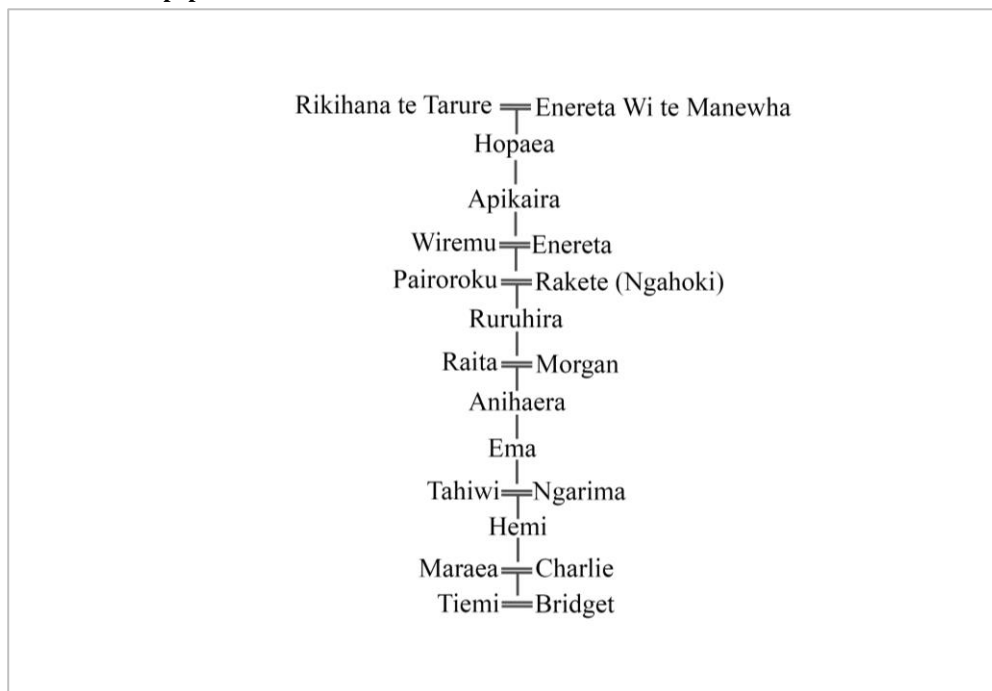 Rikihana te Tarure Enereta Wi te Manewha
Hopaea
Apikaira
Wiremu Enereta
Pairoroku Rakete (Ngahoki)
Ruruhira
Raita Morgan
Anihaera
Ema
Tahiwi Ngarima
Hemi
Maraea Charlie
Tiemi Bridget